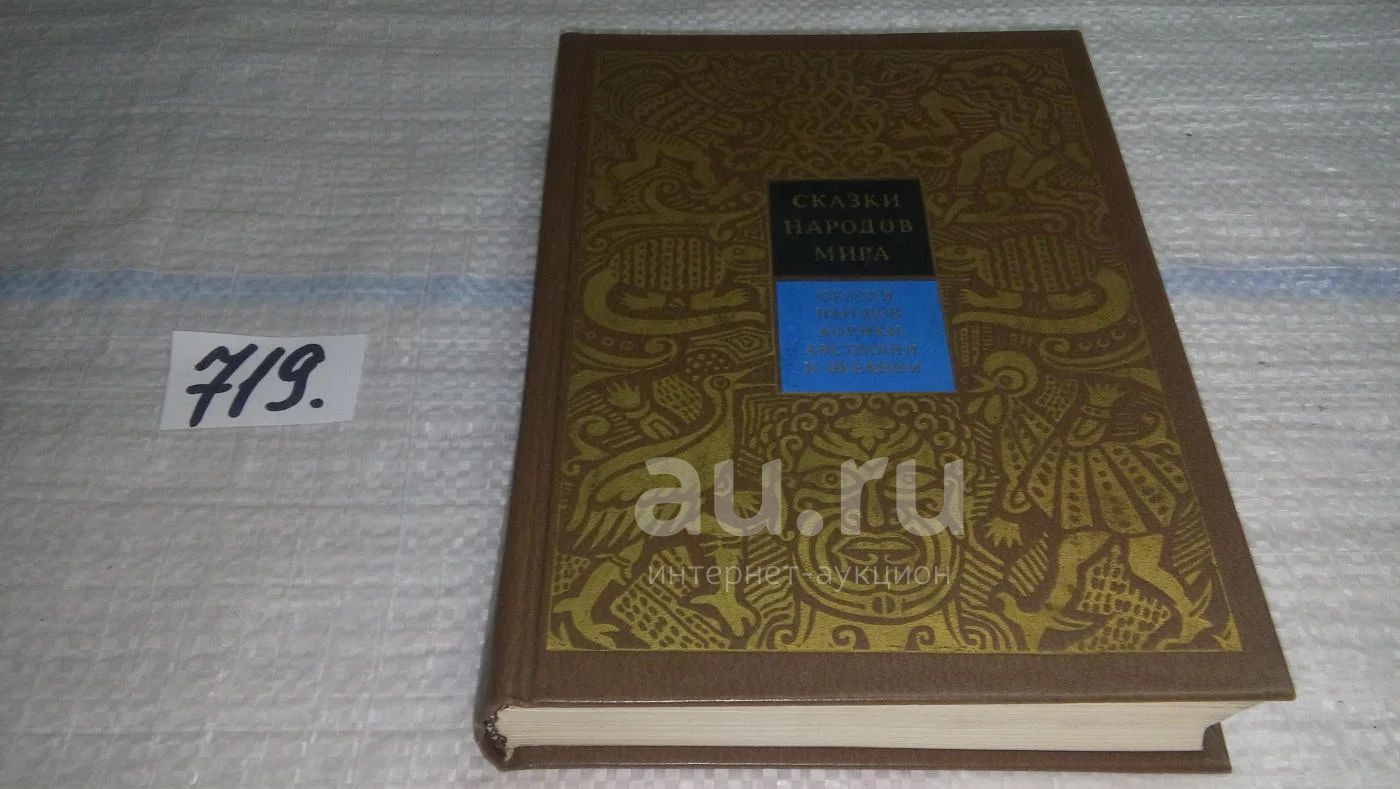 719.
СКАЗКИ
НАРОДОВ
МИРА
СКАЗКИ
НАРОДОВ
АФРИКИ,
АВСТРАЛИИ
И ОКЕАНИИ
au.ru
интернет-аукцион